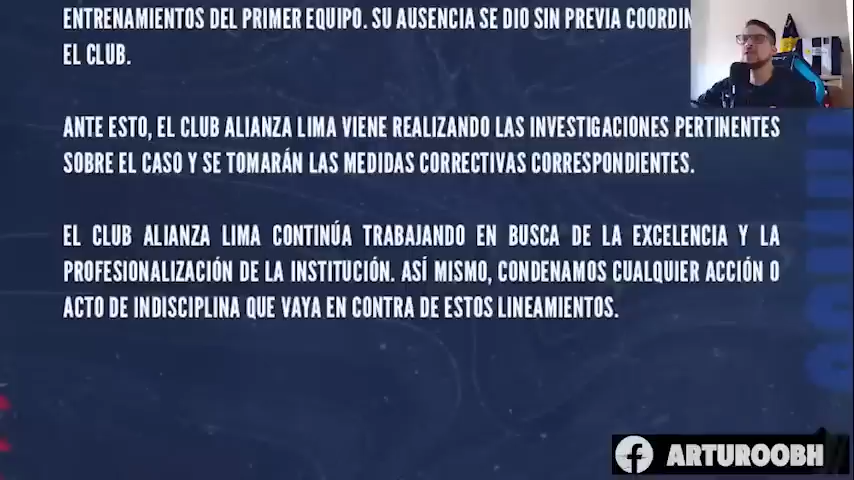 ENTRENAMIENTOS DEL PRIMER EQUIPO. SU AUSENCIA SE DIO SIN PREVIA
EL CLUB.
ANTE ESTO, EL CLUB ALIANZA LIMA VIENE REALIZANDO LAS INVESTIGACIONES PERTINENTES
SOBRE EL CASO Y SE TOMARÁN LAS MEDIDAS CORRECTIVAS CORRESPONDIENTES.
EL CLUB ALIANZA LIMA CONTINÚA TRABAJANDO EN BUSCA DE LA EXCELENCIA Y LA
PROFESIONALIZACIÓN DE LA INSTITUCIÓN. ASÍ MISMO, CONDENAMOS CUALQUIER ACCIÓN O
ACTO DE INDISCIPLINA QUE VAYA EN CONTRA DE ESTOS LINEAMIENTOS.
ARTUROOBH